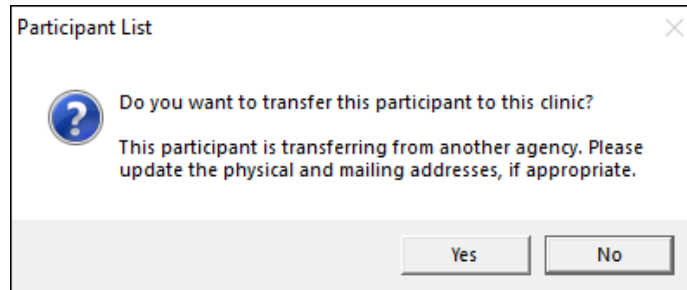 Participant List
Do you want to transfer this participant to this clinic?
This participant is transferring from another agency. Please
update the physical and mailing addresses, if appropriate.
Yes No